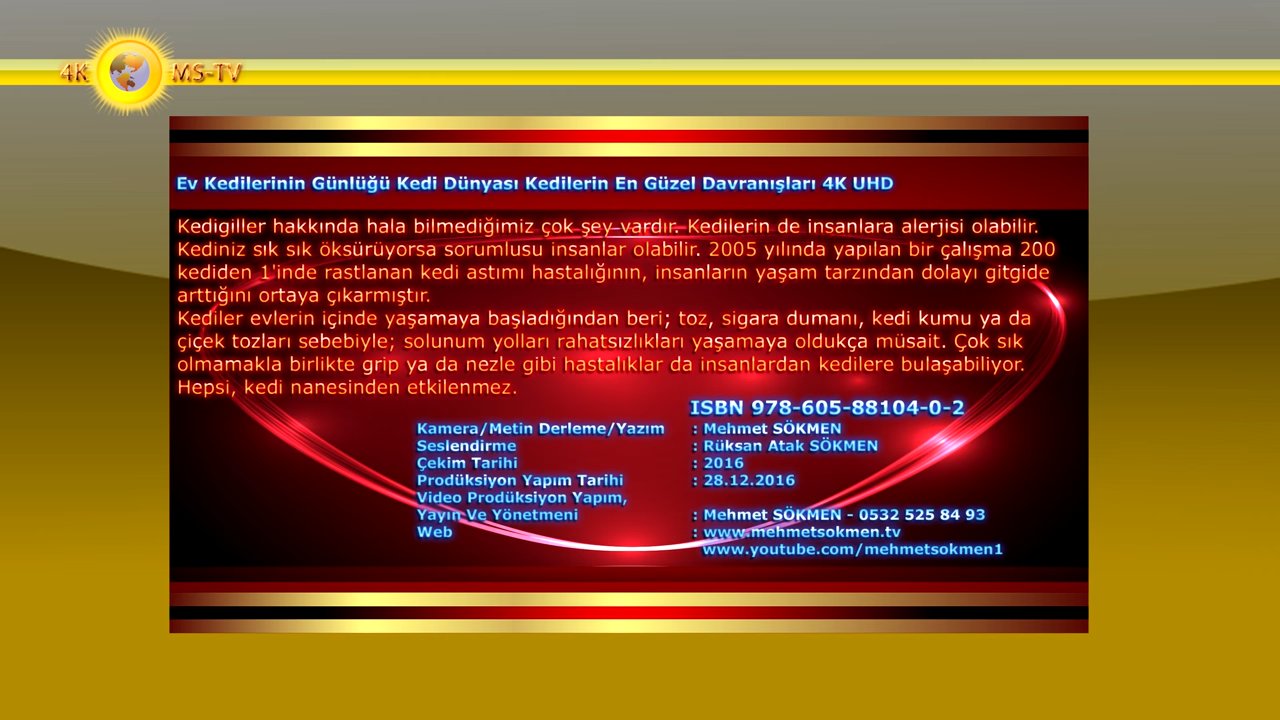 4K MS-TV
Ev Kedilerinin Günlüğü Kedi Dünyası Kedilerin En Güzel Davranışları 4K UHD
Kedigiller hakkında hala bilmediğimiz çok şey vardır. Kedilerin de insanlara alerjisi olabilir.
Kediniz sık sık öksürüyorsa sorumlusu insanlar olabilir. 2005 yılında yapılan bir çalışma 200
kediden 1'inde rastlanan kedi astımı hastalığının, insanların yaşam tarzından dolayı gitgide
arttığını ortaya çıkarmıştır.
Kediler evlerin içinde yaşamaya başladığından beri; toz, sigara dumanı, kedi kumu ya da
çiçek tozları sebebiyle; solunum yolları rahatsızlıkları yaşamaya oldukça müsait. Çok sık
olmamakla birlikte grip ya da nezle gibi hastalıklar da insanlardan kedilere bulaşabiliyor.
Hepsi, kedi nanesinden etkilenmez.
ISBN 978-605-88104-0-2
Kamera/Metin Derleme/Yazım : Mehmet SÖKMEN
Seslendirme : Rüksan Atak SÖKMEN
Çekim Tarihi : 2016
Prodüksiyon Yapım Tarihi : 28.12.2016
Video Prodüksiyon Yapım,
Yayın Ve Yönetmeni : Mehmet SÖKMEN - 0532 525 84 93
Web : www.mehmetsokmen.tv
www.youtube.com/mehmetsokmen1